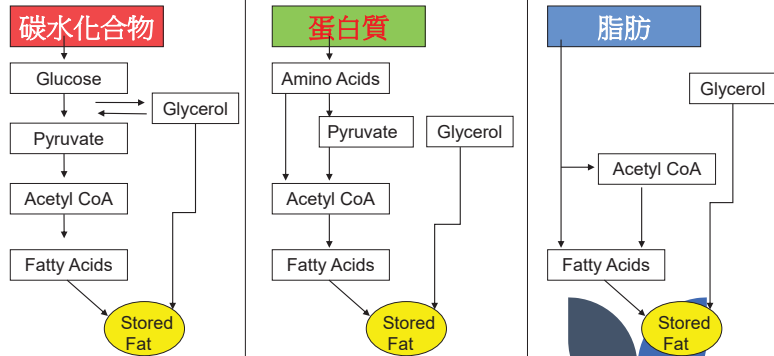 碳水化合物
Glucose
Glycerol
Pyruvate
Acetyl CoA
Fatty Acids
Stored
Fat
蛋白質
Amino Acids
Pyruvate
Glycerol
Acetyl CoA
Fatty Acids
Stored
Fat
脂肪
Glycerol
Acetyl CoA
Fatty Acids
Stored
Fat